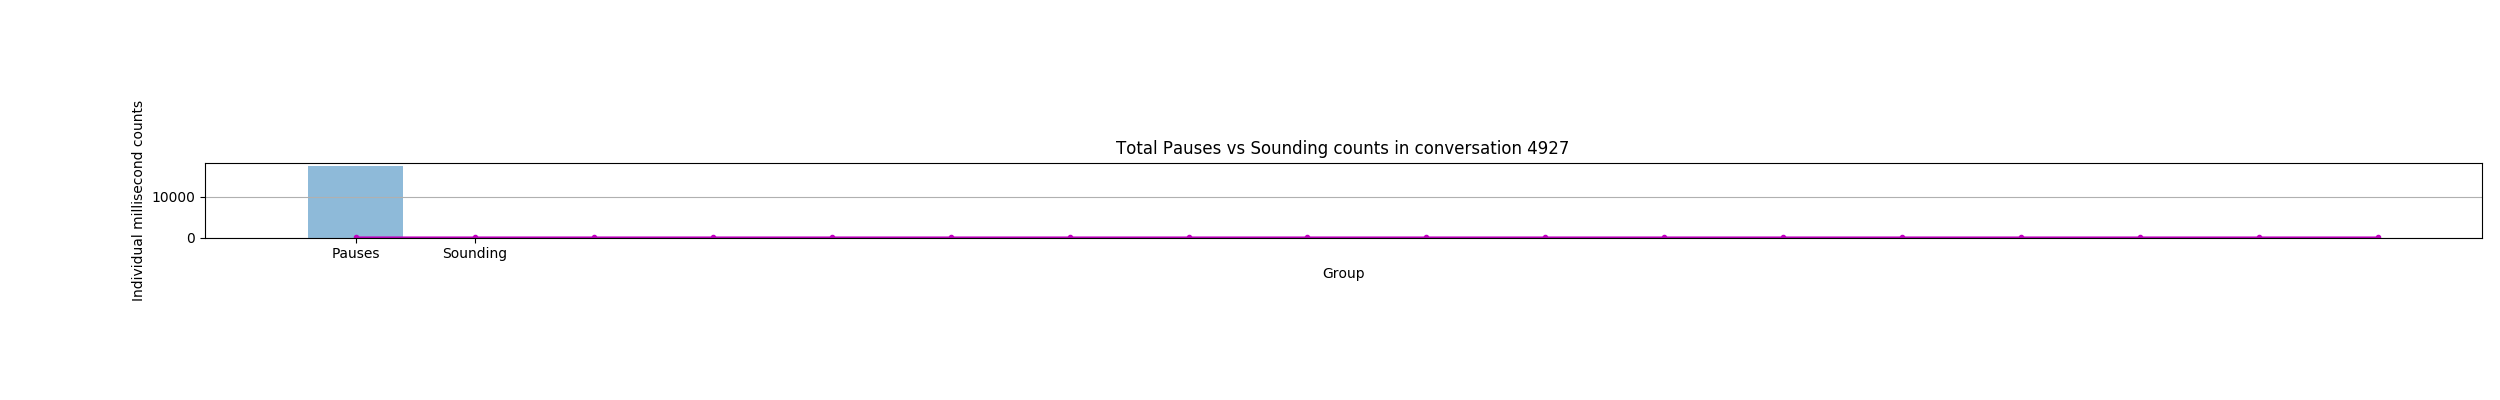 Total Pauses vs Sounding counts in conversation 4927
Individual millisecond counts
10000
0
Pauses
Sounding
Group